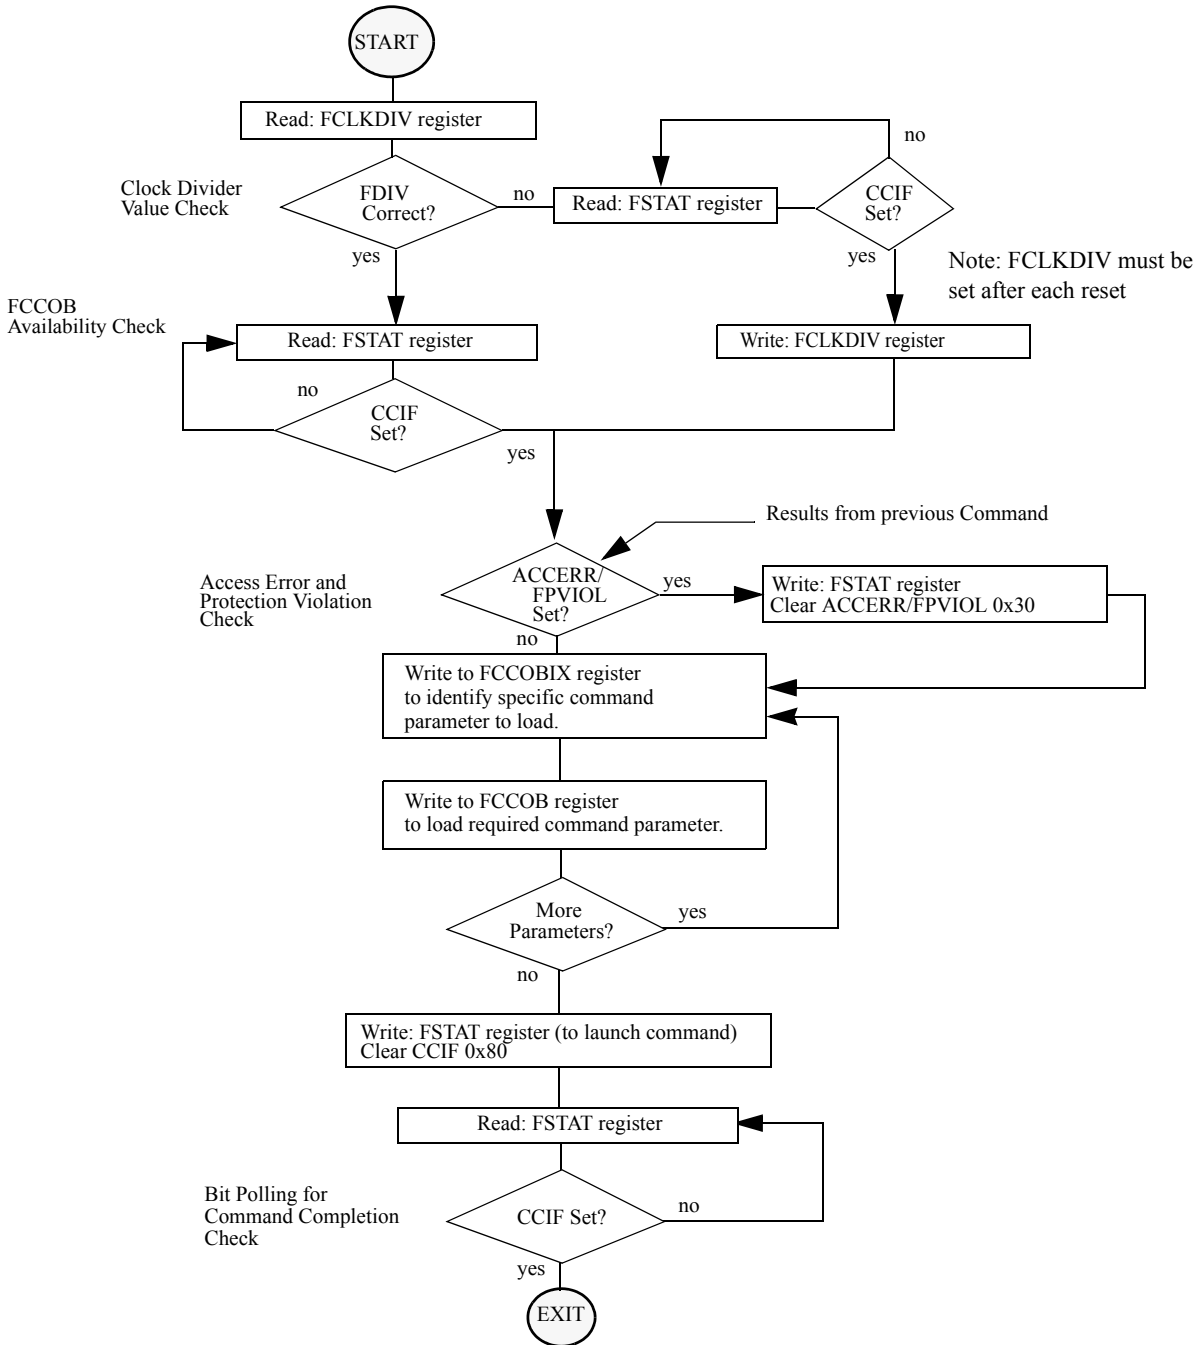 START
Read: FCLKDIV register
no
Clock Divider
Value Check
FDIV
Correct?
no
Read: FSTAT register
CCIF
Set?
yes
yes
Note: FCLKDIV must be
set after each reset
FCCOB
Availability Check
Read: FSTAT register
Write: FCLKDIV register
no
CCIF
Set?
yes
Results from previous Command
Access Error and
Protection Violation
Check
ACCERR/
FPVIOL
Set?
yes
Write: FSTAT register
Clear ACCERR/FPVIOL 0x30
no
Write to FCCOBIX register
to identify specific command
parameter to load.
Write to FCCOB register
to load required command parameter.
More
Parameters?
yes
no
Write: FSTAT register (to launch command)
Clear CCIF 0x80
Read: FSTAT register
Bit Polling for
Command Completion
Check
CCIF Set?
no
yes
EXIT